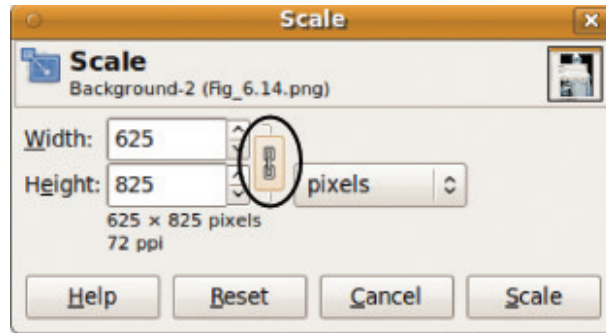 Scale
Scale
Background-2 (Fig_6.14.png)
Width: 625
Height: 825 pixels
625 × 825 pixels
72 ppi
Help Reset Cancel Scale